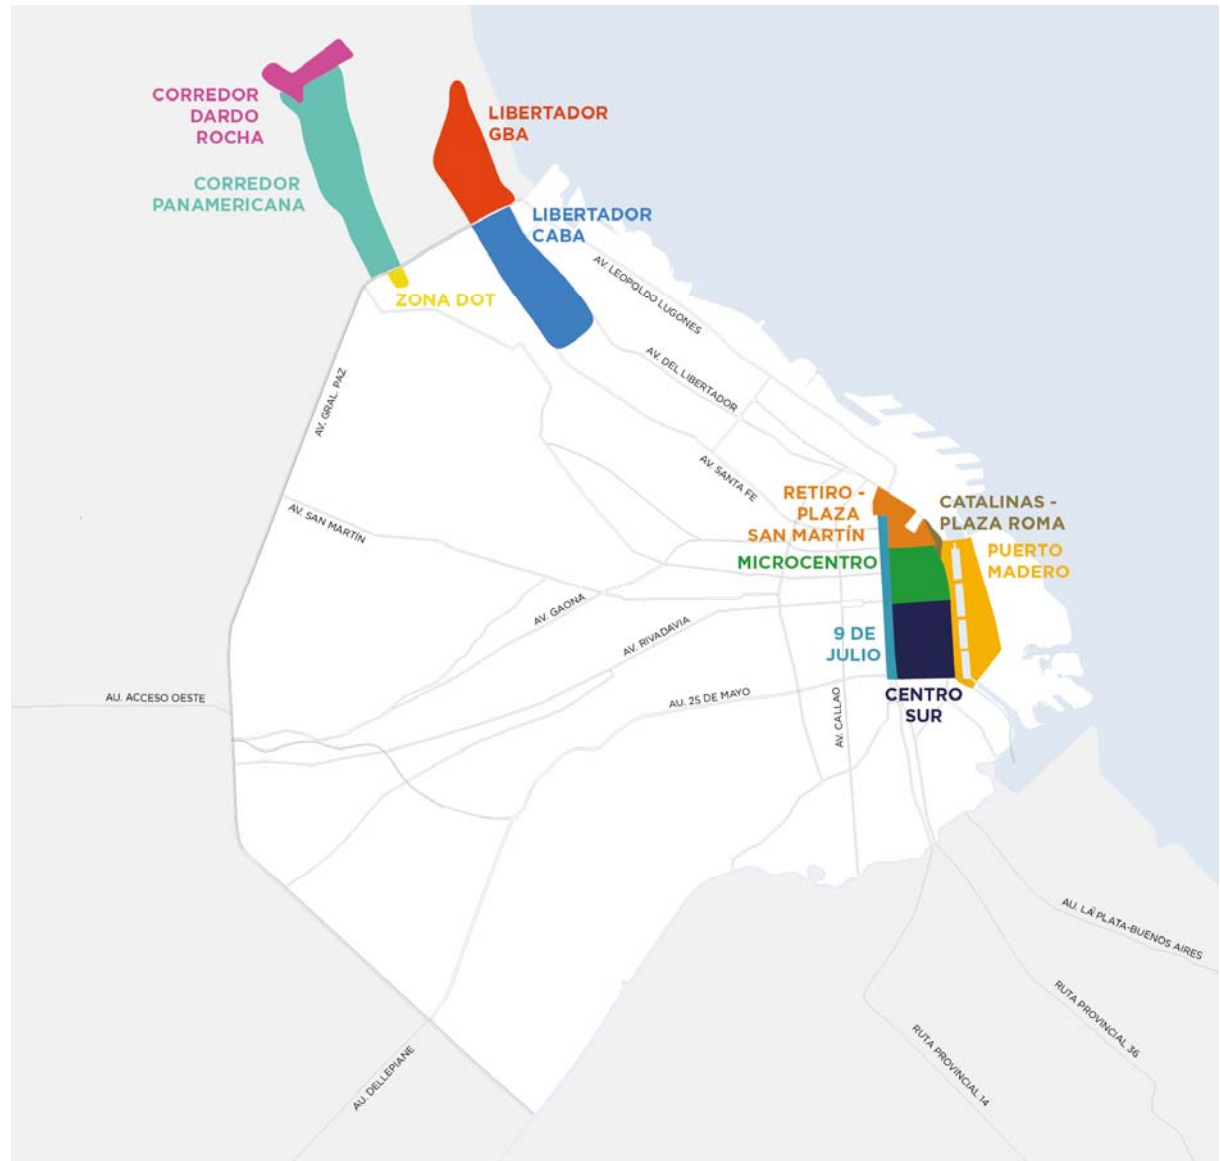 CORREDOR
DARDO
ROCHA
CORREDOR
PANAMERICANA
LIBERTADOR
GBA
LIBERTADOR
CABA
ZONA DOT
AV. LEOPOLDO LUGONES
AV. DEL LIBERTADOR
AV. GRAL. PAZ
AV. SANTA FE
AV. SAN MARTÍN
RETIRO -
PLAZA
SAN MARTÍN
CATALINAS -
PLAZA ROMA
MICROCENTRO
PUERTO
MADERO
AV. GAONA
AV. RIVADAVIA
9 DE
JULIO
AU. ACCESO OESTE
AU. 25 DE MAYO
AV. CALLAO
CENTRO
SUR
AU. LA PLATA-BUENOS AIRES
RUTA PROVINCIAL 36
RUTA PROVINCIAL 14
AU. DELLEPIANE